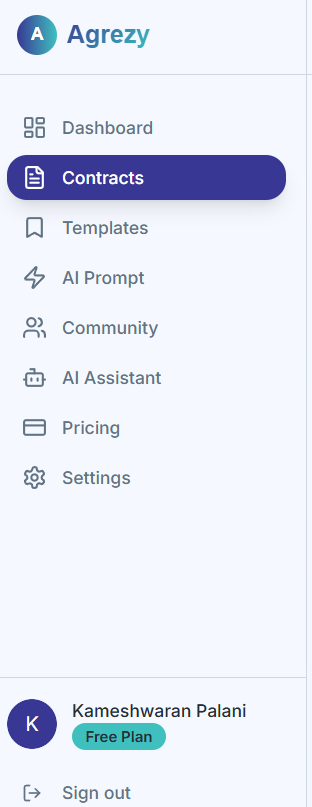 A Agrezy
Dashboard
Contracts
Templates
AI Prompt
Community
AI Assistant
Pricing
Settings
K
Kameshwaran Palani
Free Plan
Sign out